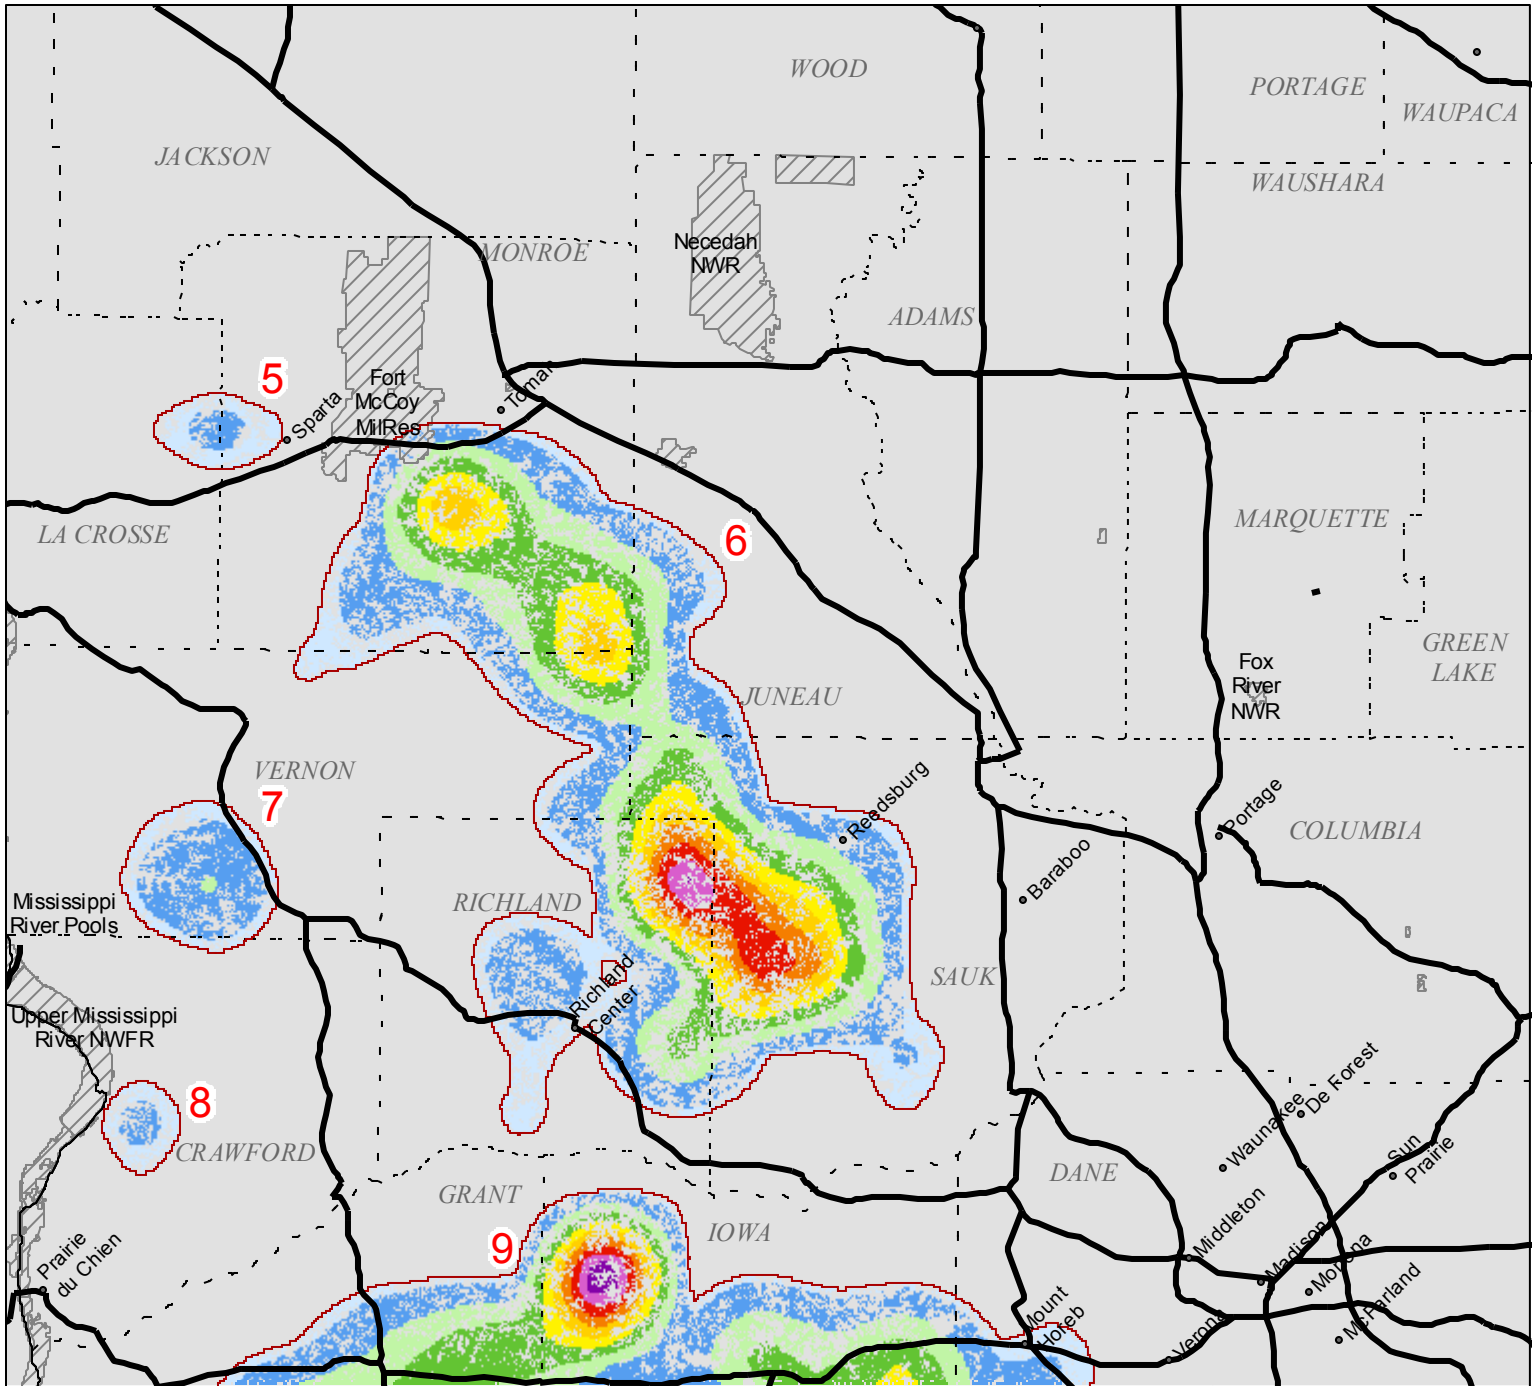 WOOD
PORTAGE
WAUPACA
JACKSON
WAUSHARA
MONROE
Necedah
NWR
ADAMS
5
Fort
McCoy
MilRes
Sparta
Tomah
LA CROSSE
6
MARQUETTE
GREEN
LAKE
Fox
River
NWR
JUNEAU
VERNON
7
Reedsburg
Portage
COLUMBIA
Baraboo
RICHLAND
Mississippi
River Pools
Richland
Center
SAUK
Upper Mississippi
River NWFR
8
De Forest
Waunakee
CRAWFORD
Sun
Prairie
DANE
GRANT
IOWA
9
Middleton
Madison
Monona
Prairie
du Chien
McFarland
Mount
Horeb
Verona